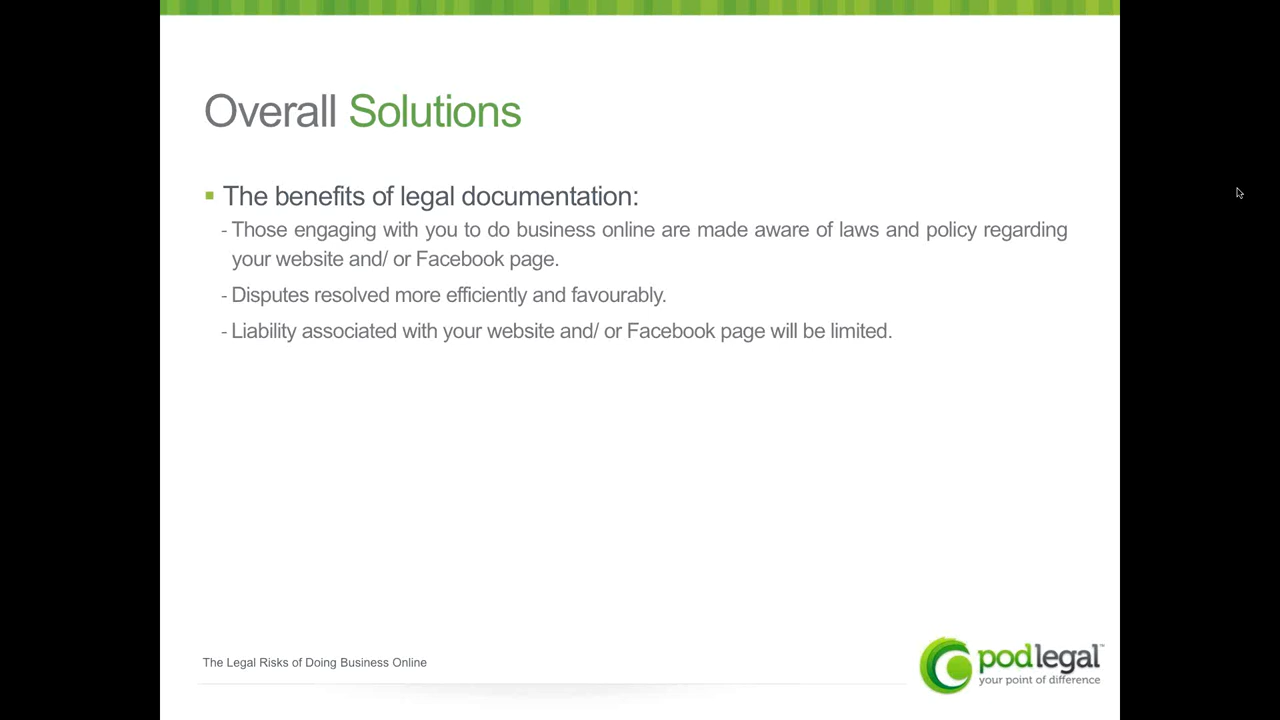 Overall Solutions
▪ The benefits of legal documentation:
- Those engaging with you to do business online are made aware of laws and policy regarding
your website and/ or Facebook page.
- Disputes resolved more efficiently and favourably.
- Liability associated with your website and/ or Facebook page will be limited.
The Legal Risks of Doing Business Online
podlegal™
your point of difference